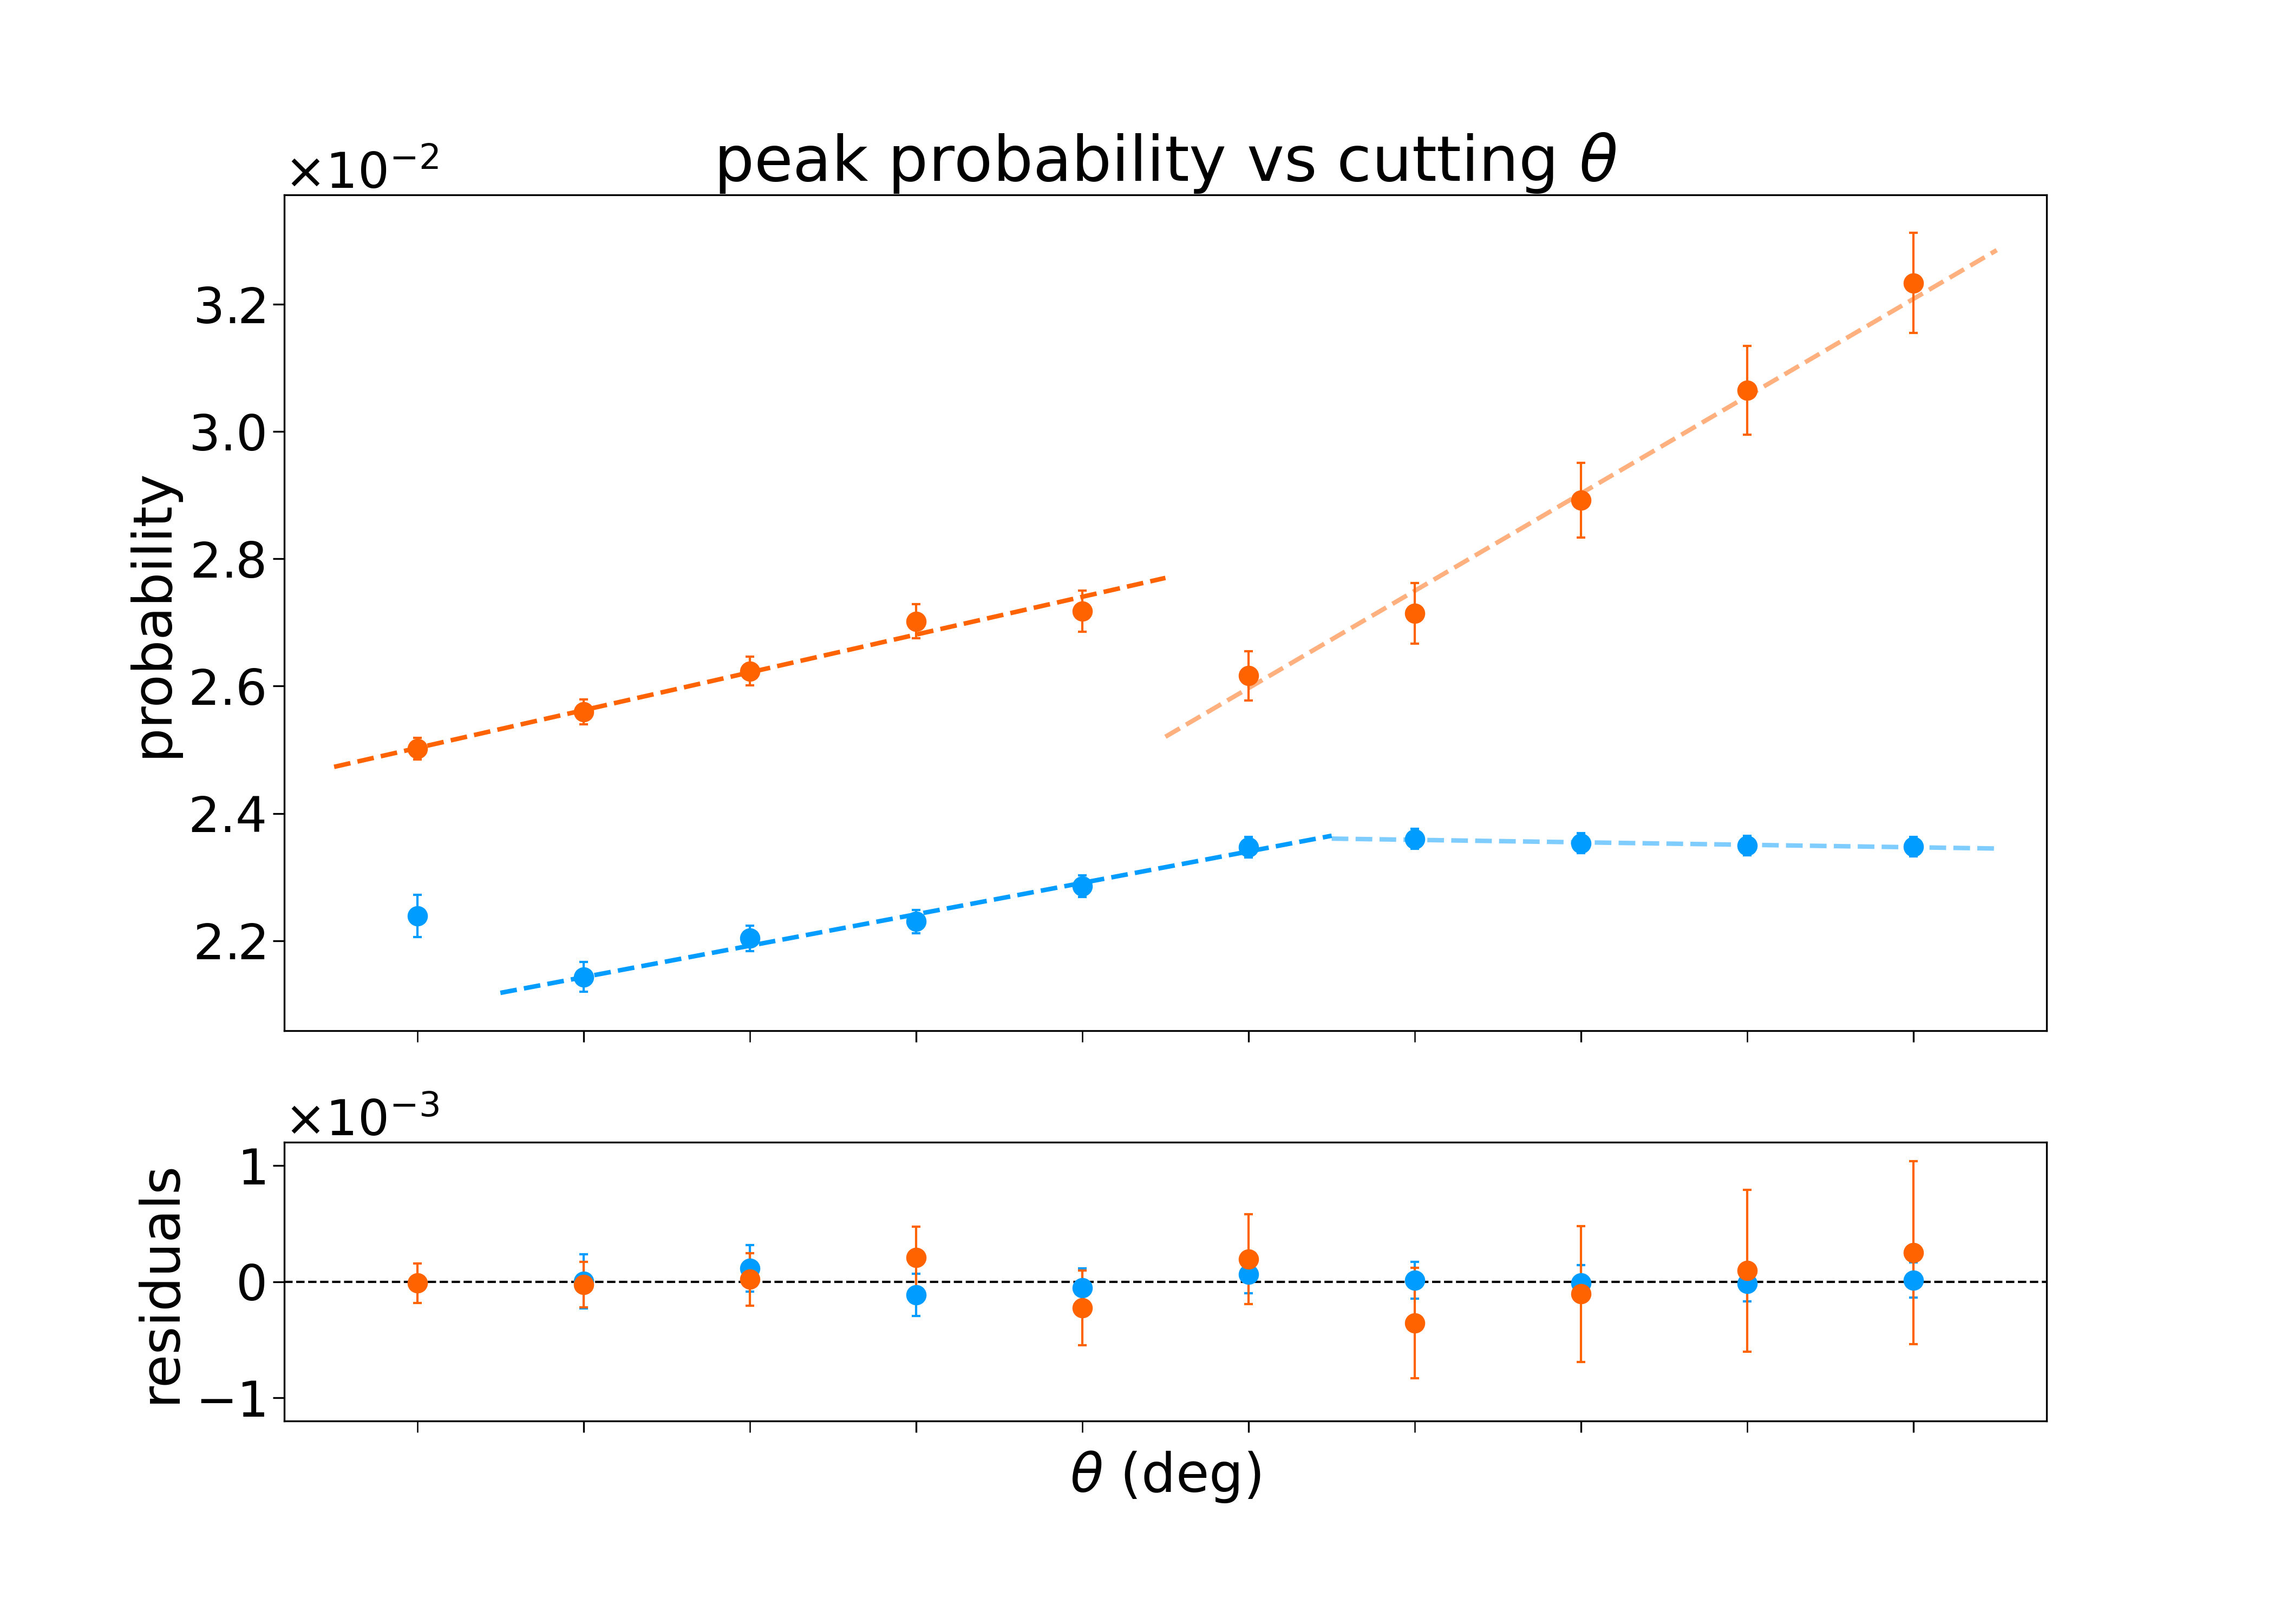 peak probability vs cutting θ
×10⁻²
probability
3.2
3.0
2.8
2.6
2.4
2.2
×10⁻³
residuals
1
0
−1
θ (deg)